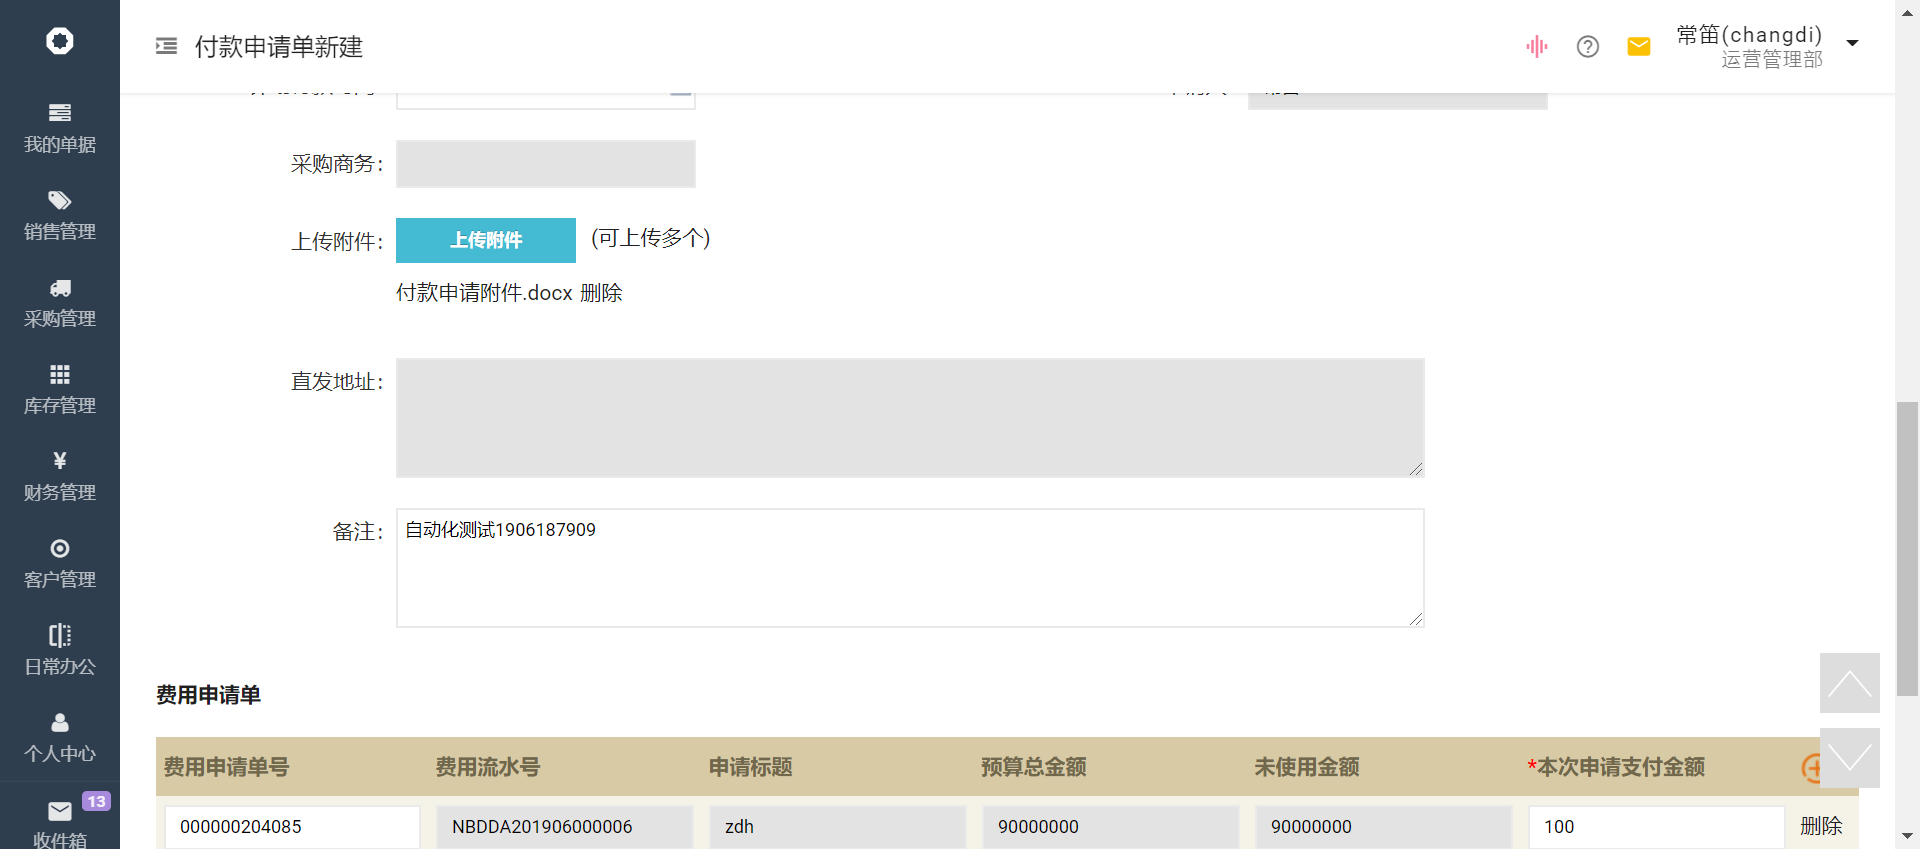 付款申请单新建
常笛(changdi)
运营管理部
我的单据
销售管理
采购管理
库存管理
财务管理
客户管理
日常办公
个人中心
13
收件箱
采购商务:
上传附件:
上传附件
(可上传多个)
付款申请附件.docx 删除
直发地址:
备注:
自动化测试1906187909
费用申请单
费用申请单号 费用流水号 申请标题 预算总金额 未使用金额 *本次申请支付金额
000000204085 NBDDA201906000006 zdh 90000000 90000000 100 删除